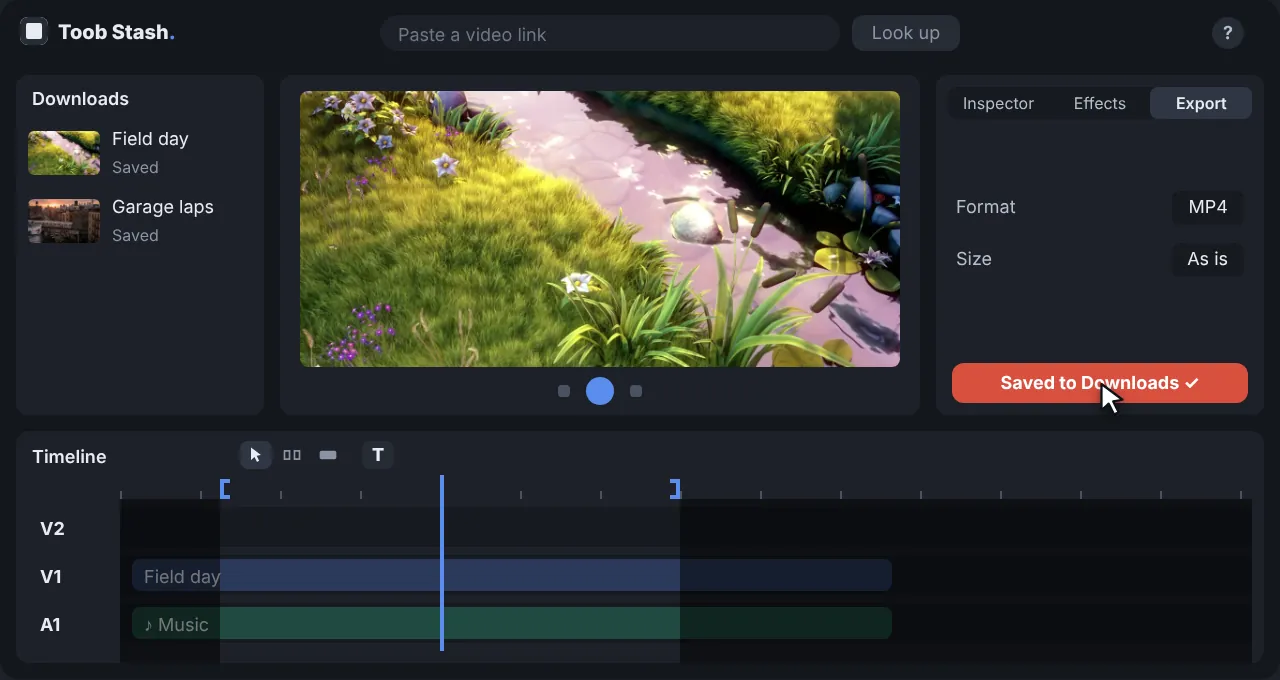 Toob Stash.
Paste a video link
Look up
?
Downloads
Field day
Saved
Garage laps
Saved
Inspector
Effects
Export
Format
MP4
Size
As is
Saved to Downloads ✓
Timeline
T
V2
V1
Field day
A1
♪ Music